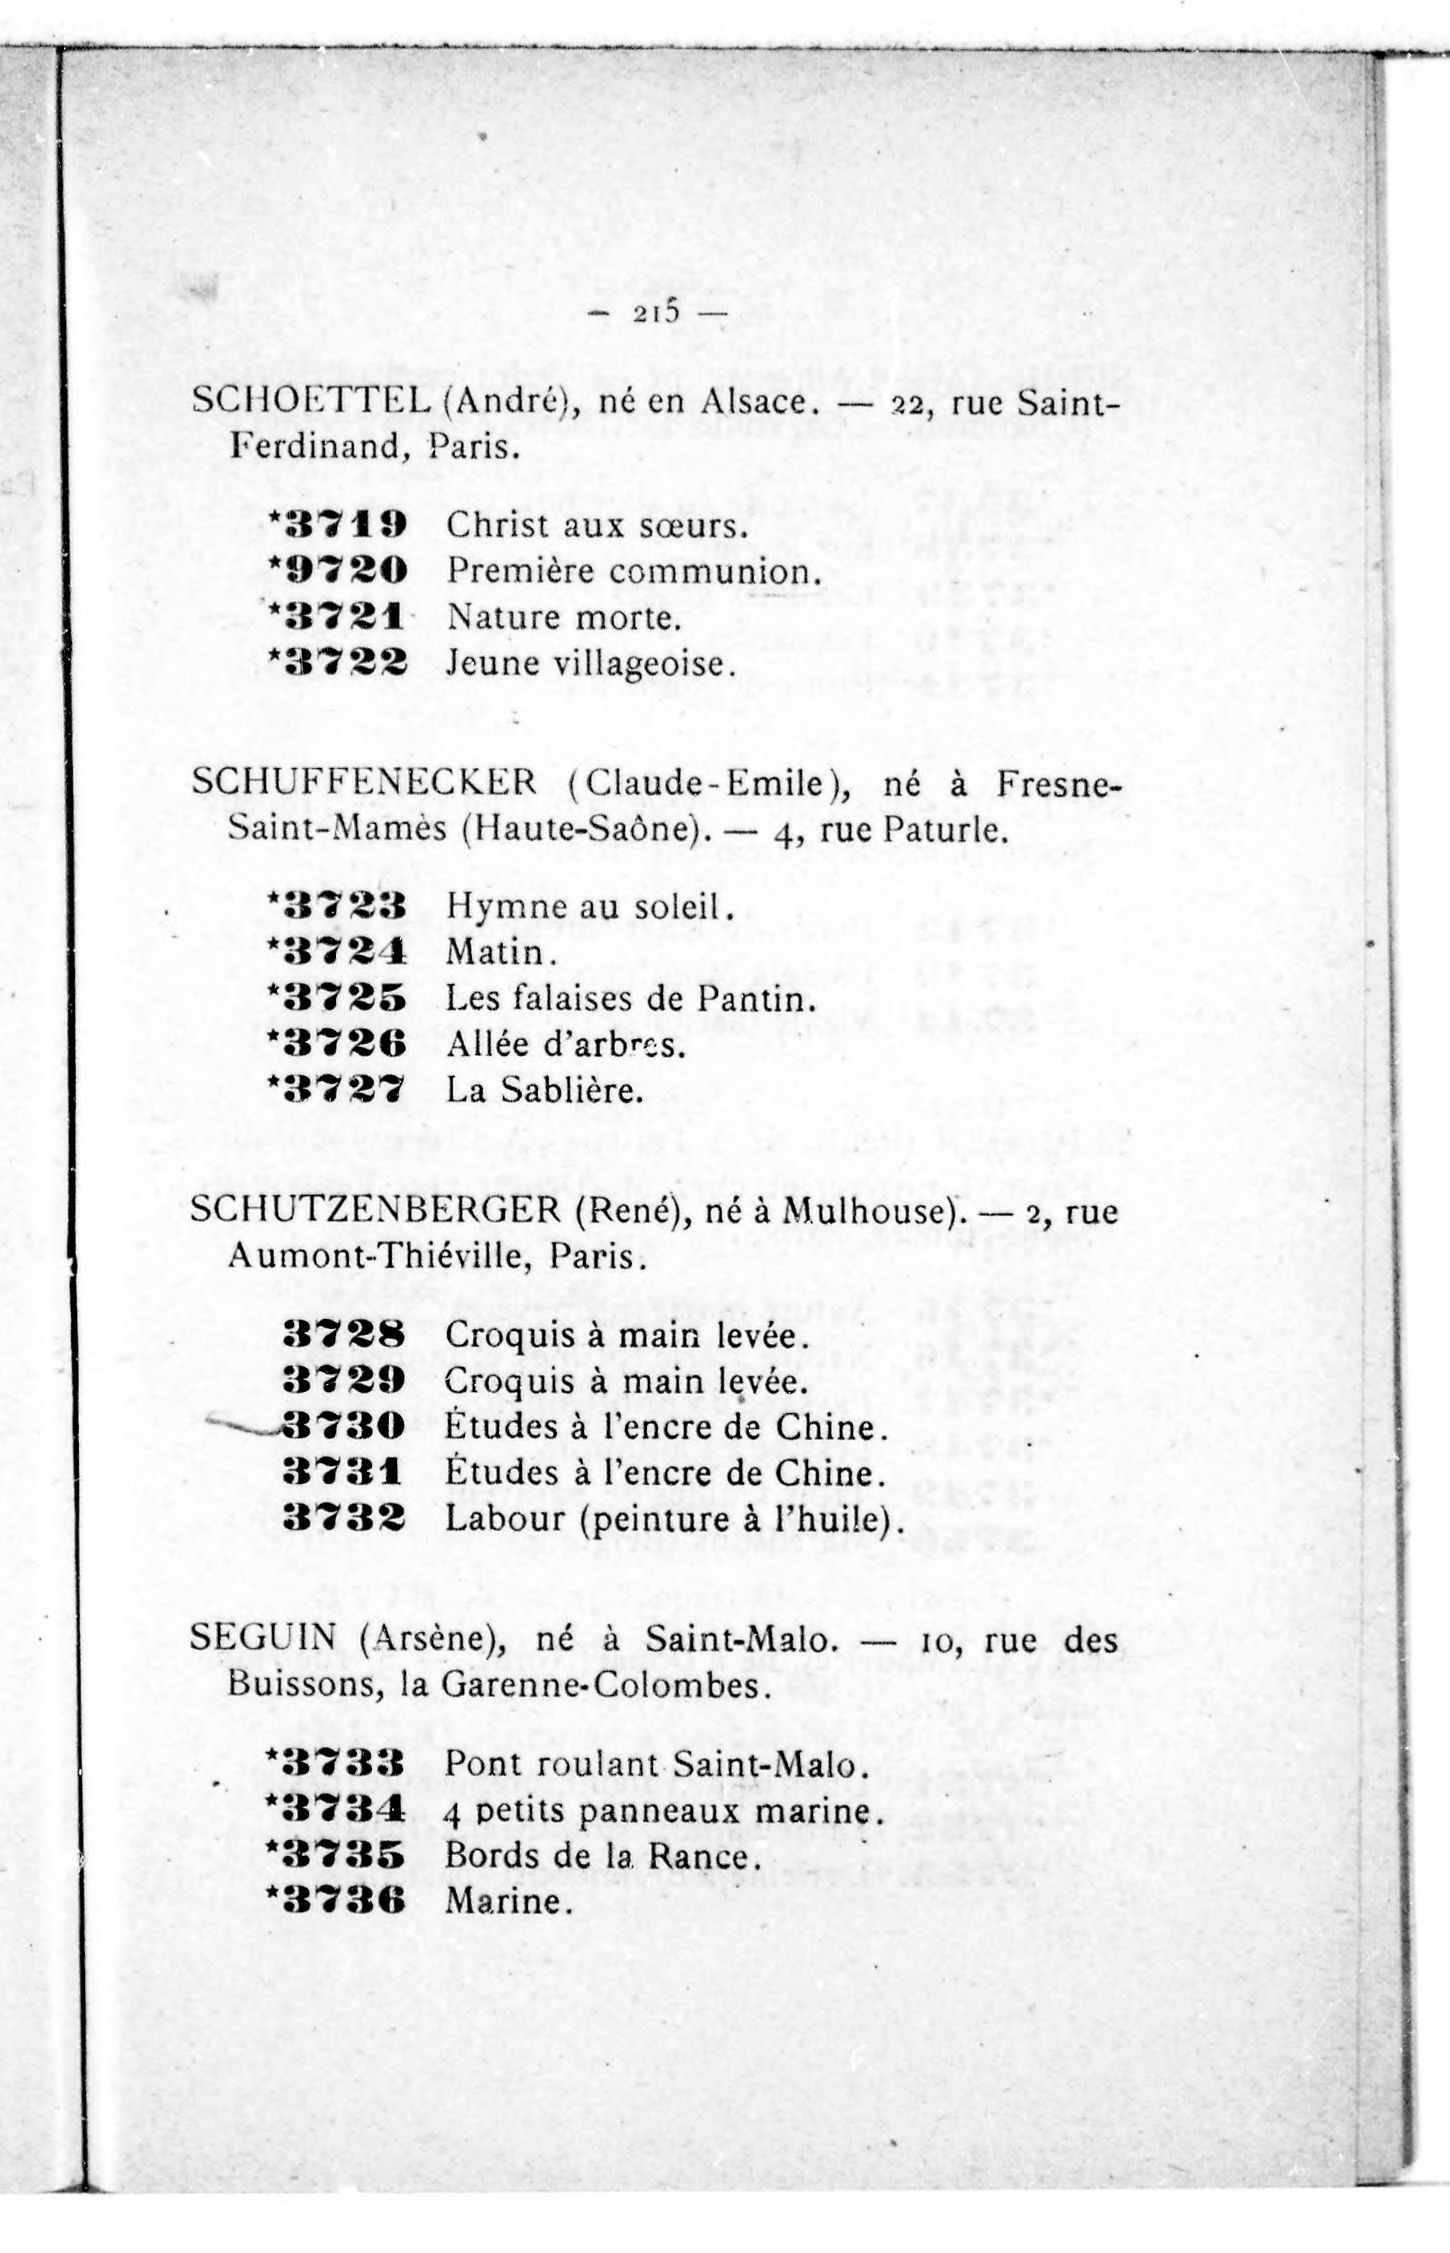 — 215 —
SCHOETTEL (André), né en Alsace. — 22, rue Saint-
Ferdinand, Paris.
*3719 Christ aux sœurs.
*9720 Première communion.
*3721 Nature morte.
*3722 Jeune villageoise.
SCHUFFENECKER (Claude-Emile), né à Fresne-
Saint-Mamès (Haute-Saône). — 4, rue Paturle.
*3723 Hymne au soleil.
*3724 Matin.
*3725 Les falaises de Pantin.
*3726 Allée d'arbres.
*3727 La Sablière.
SCHUTZENBERGER (René), né à Mulhouse). — 2, rue
Aumont-Thiéville, Paris.
3728 Croquis à main levée.
3729 Croquis à main levée.
3730 Études à l'encre de Chine.
3731 Études à l'encre de Chine.
3732 Labour (peinture à l'huile).
SEGUIN (Arsène), né à Saint-Malo. — 10, rue des
Buissons, la Garenne-Colombes.
*3733 Pont roulant Saint-Malo.
*3734 4 petits panneaux marine.
*3735 Bords de la Rance.
*3736 Marine.